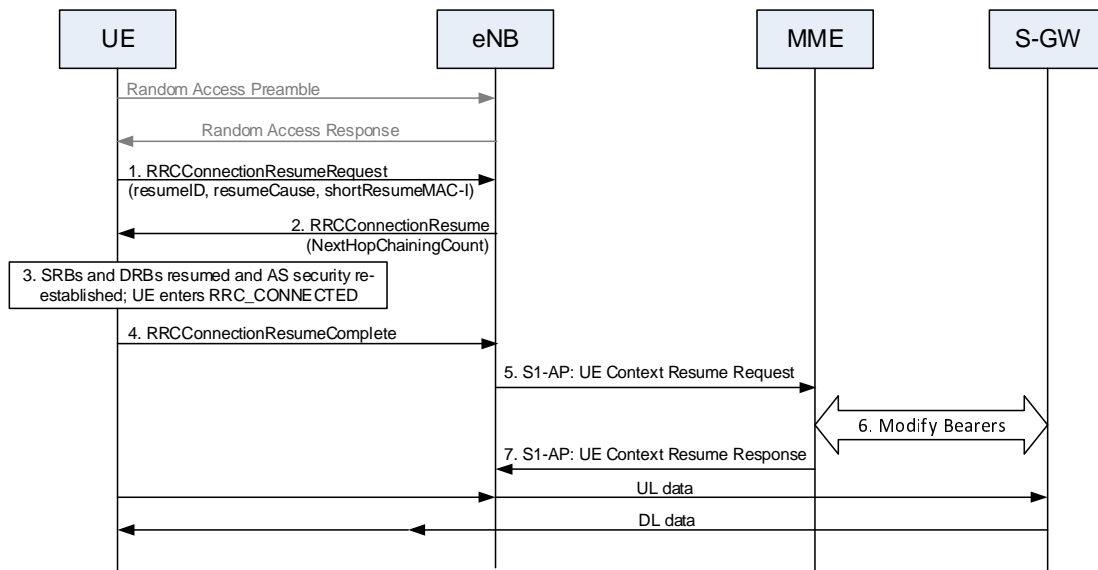 UE
eNB
MME
S-GW
Random Access Preamble
Random Access Response
1. RRCConnectionResumeRequest
(resumeID, resumeCause, shortResumeMAC-I)
2. RRCConnectionResume
(NextHopChainingCount)
3. SRBs and DRBs resumed and AS security re-
established; UE enters RRC_CONNECTED
4. RRCConnectionResumeComplete
5. S1-AP: UE Context Resume Request
6. Modify Bearers
7. S1-AP: UE Context Resume Response
UL data
DL data